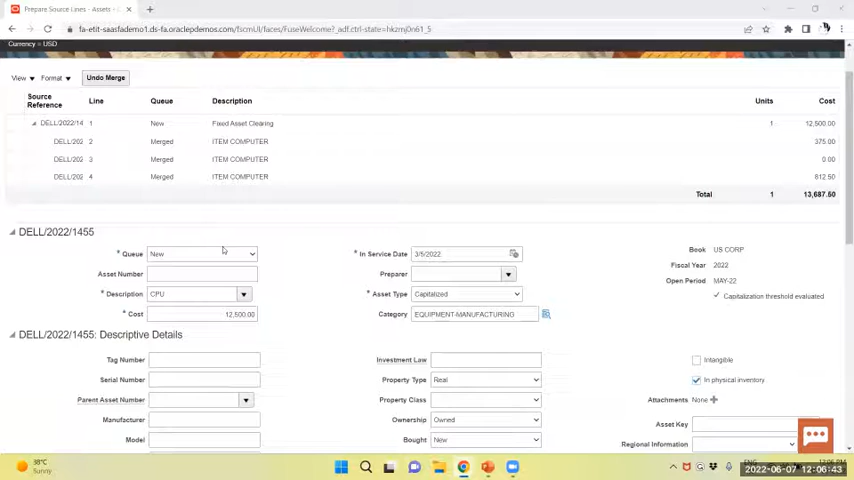 Prepare Source Lines - Assets -
fa-etit-saasfademo1.ds-fa.oraclepdemos.com/fscmUI/faces/FuseWelcome?_adf.ctrl-state=hkzmj0n61_5
Currency = USD
View Format Undo Merge
Source Reference Line Queue Description Units Cost
DELL/2022/14 1 New Fixed Asset Clearing 1 12,500.00
DELL/202 2 Merged ITEM COMPUTER 375.00
DELL/202 3 Merged ITEM COMPUTER 0.00
DELL/202 4 Merged ITEM COMPUTER 812.50
Total 1 13,687.50
DELL/2022/1455
* Queue New * In Service Date 3/5/2022 Book US CORP
Asset Number Preparer Fiscal Year 2022
* Description CPU * Asset Type Capitalized Open Period MAY-22
Capitalization threshold evaluated
* Cost 12,500.00 Category EQUIPMENT-MANUFACTURING
DELL/2022/1455: Descriptive Details
Tag Number Investment Law Intangible
Serial Number Property Type Real In physical inventory
Parent Asset Number Property Class Attachments None
Manufacturer Ownership Owned Asset Key
Model Bought New Regional Information
38°C
Sunny
ENG
2022-06-07 12:06:43